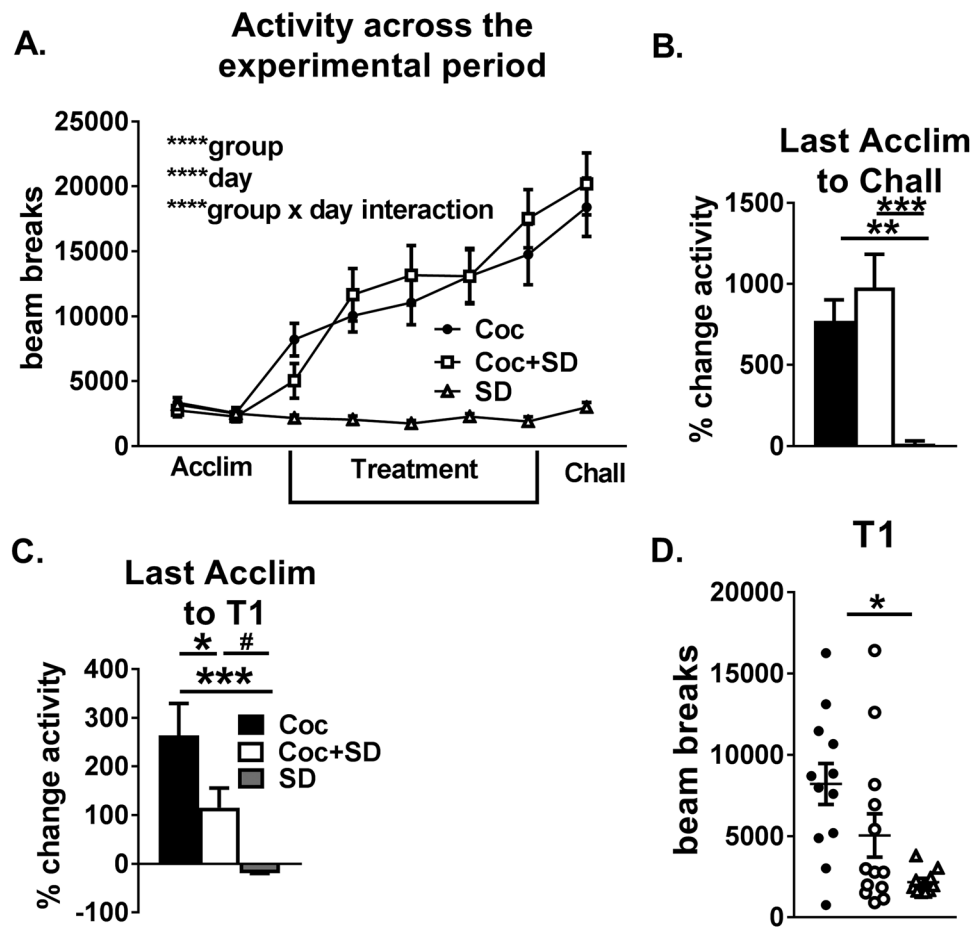 A.
Activity across the
experimental period
25000
20000
15000
10000
5000
0
beam breaks
****group
****day
****group x day interaction
Coc
Coc+SD
SD
Acclim
Treatment
Chall
B.
Last Acclim
to Chall
1500
1000
500
0
% change activity
***
**
C.
Last Acclim
to T1
* #
***
400
300
200
100
0
-100
% change activity
Coc
Coc+SD
SD
D.
T1
20000
15000
10000
5000
0
beam breaks
*